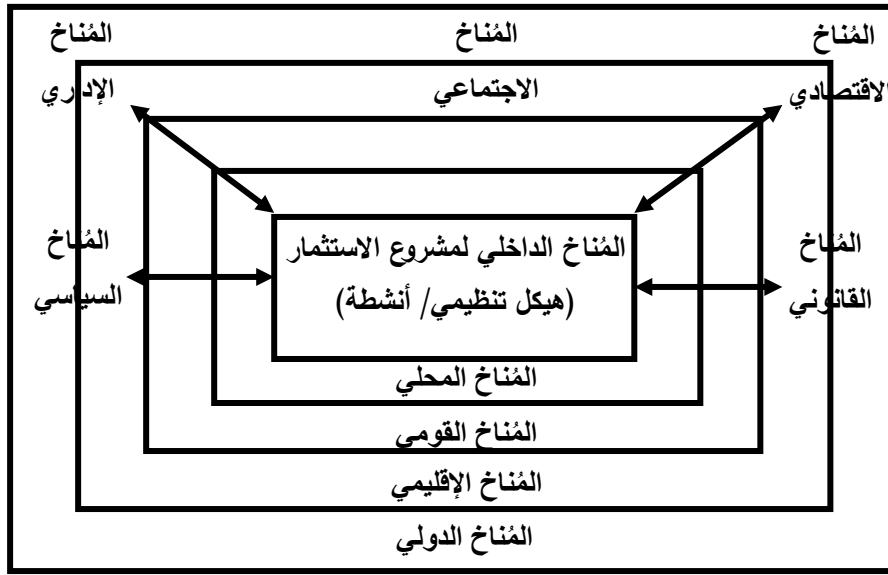 المُناخ المُناخ المُناخ
الاقتصادي الاجتماعي الإداري
المُناخ المُناخ الداخلي لمشروع الاستثمار المُناخ
القانوني (هيكل تنظيمي/ أنشطة) السياسي
المُناخ المحلي
المُناخ القومي
المُناخ الإقليمي
المُناخ الدولي